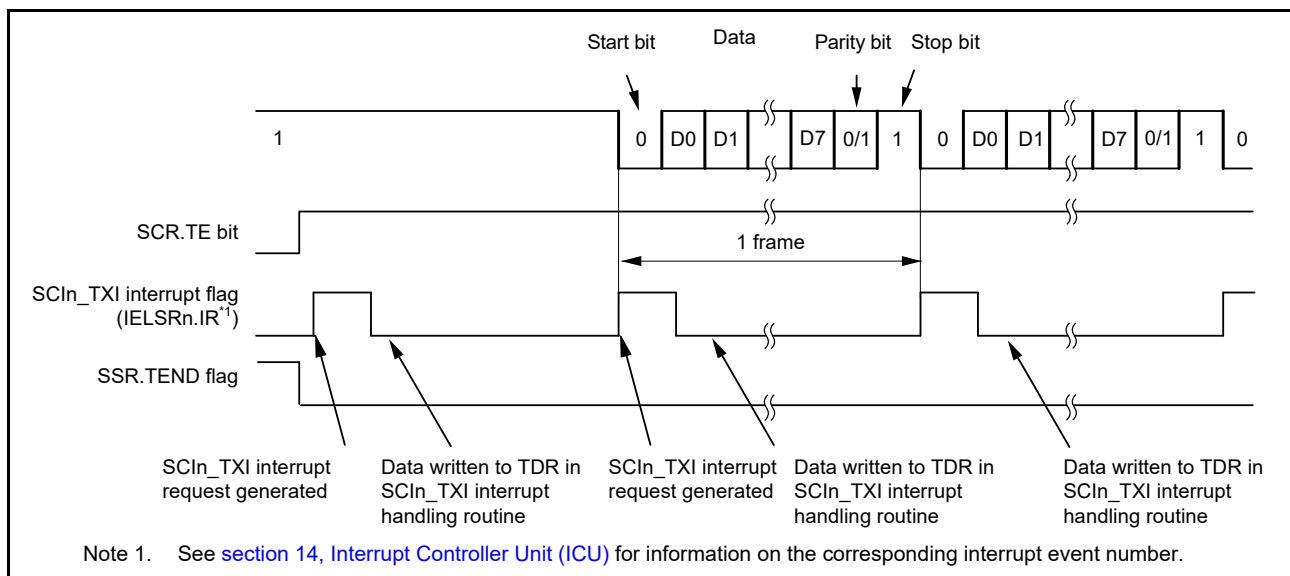 Start bit Data Parity bit Stop bit
1 0 D0 D1 D7 0/1 1 0 D0 D1 D7 0/1 1 0
SCR.TE bit
1 frame
SCIn_TXI interrupt flag
(IELSRn.IR*1)
SSR.TEND flag
SCIn_TXI interrupt
request generated
Data written to TDR in
SCIn_TXI interrupt
handling routine
SCIn_TXI interrupt
request generated
Data written to TDR in
SCIn_TXI interrupt
handling routine
Data written to TDR in
SCIn_TXI interrupt
handling routine
Note 1. See section 14, Interrupt Controller Unit (ICU) for information on the corresponding interrupt event number.